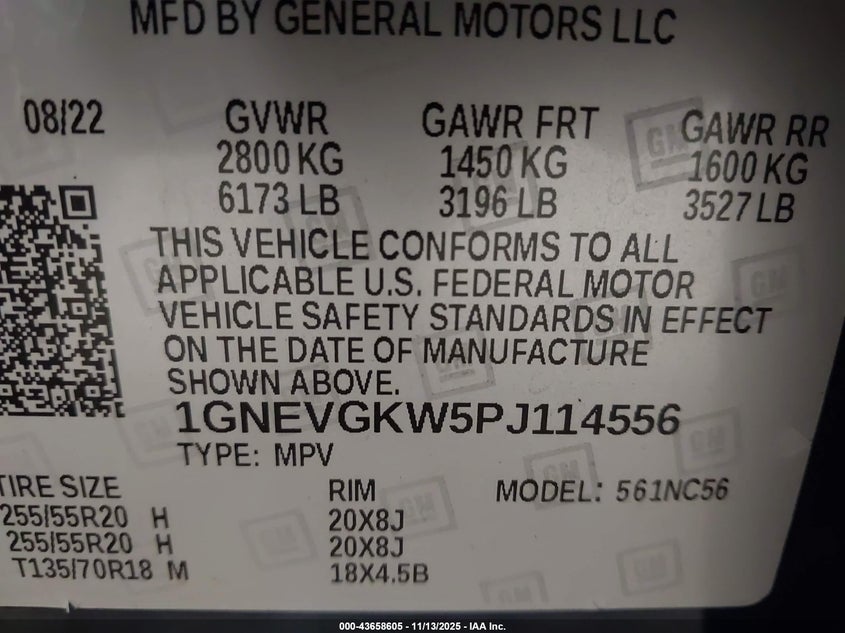 MFD BY GENERAL MOTORS LLC
08/22 GVWR GAWR FRT GAWR RR
2800 KG 1450 KG 1600 KG
6173 LB 3196 LB 3527 LB
THIS VEHICLE CONFORMS TO ALL
APPLICABLE U.S. FEDERAL MOTOR
VEHICLE SAFETY STANDARDS IN EFFECT
ON THE DATE OF MANUFACTURE
SHOWN ABOVE.
1GNEVGKW5PJ114556
TYPE: MPV
TIRE SIZE RIM MODEL: 561NC56
255/55R20 H 20X8J
255/55R20 H 20X8J
T135/70R18 M 18X4.5B
000-43658605 - 11/13/2025 - IAA Inc.